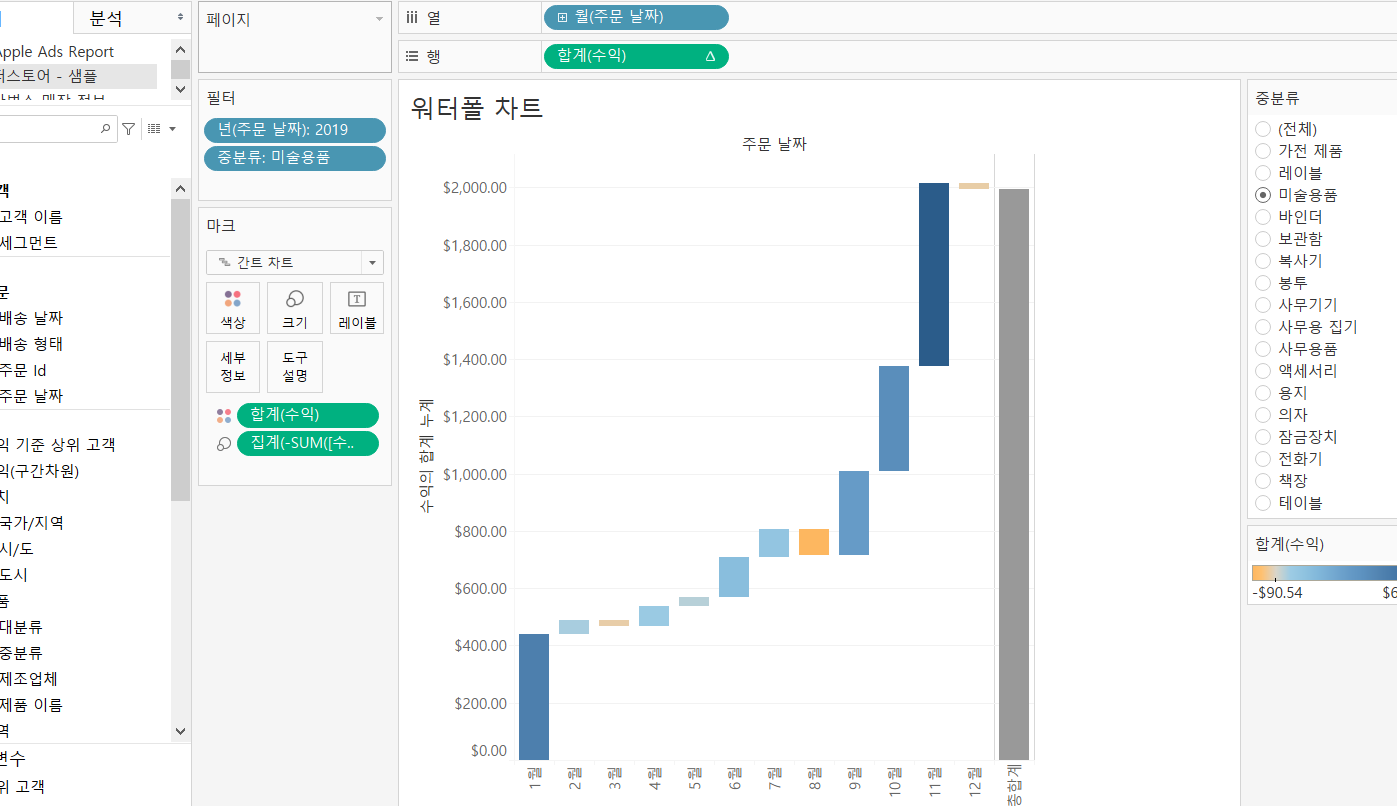 분석
Apple Ads Report
퍼스토어 - 샘플
고객 이름
세그먼트
배송 날짜
배송 형태
주문 Id
주문 날짜
익 기준 상위 고객
익(구간차원)
국가/지역
시/도
도시
대분류
중분류
제조업체
제품 이름
변수
위 고객
페이지
필터
년(주문 날짜): 2019
중분류: 미술용품
마크
간트 차트
색상
크기
레이블
세부 정보
도구 설명
합계(수익)
집계(-SUM([수..
열
월(주문 날짜)
행
합계(수익)
워터폴 차트
주문 날짜
수익의 합계 누계
$2,000.00
$1,800.00
$1,600.00
$1,400.00
$1,200.00
$1,000.00
$800.00
$600.00
$400.00
$200.00
$0.00
1월
2월
3월
4월
5월
6월
7월
8월
9월
10월
11월
12월
총합계
중분류
(전체)
가전 제품
레이블
미술용품
바인더
보관함
복사기
봉투
사무기기
사무용 집기
사무용품
액세서리
용지
의자
잠금장치
전화기
책장
테이블
합계(수익)
-$90.54
$6